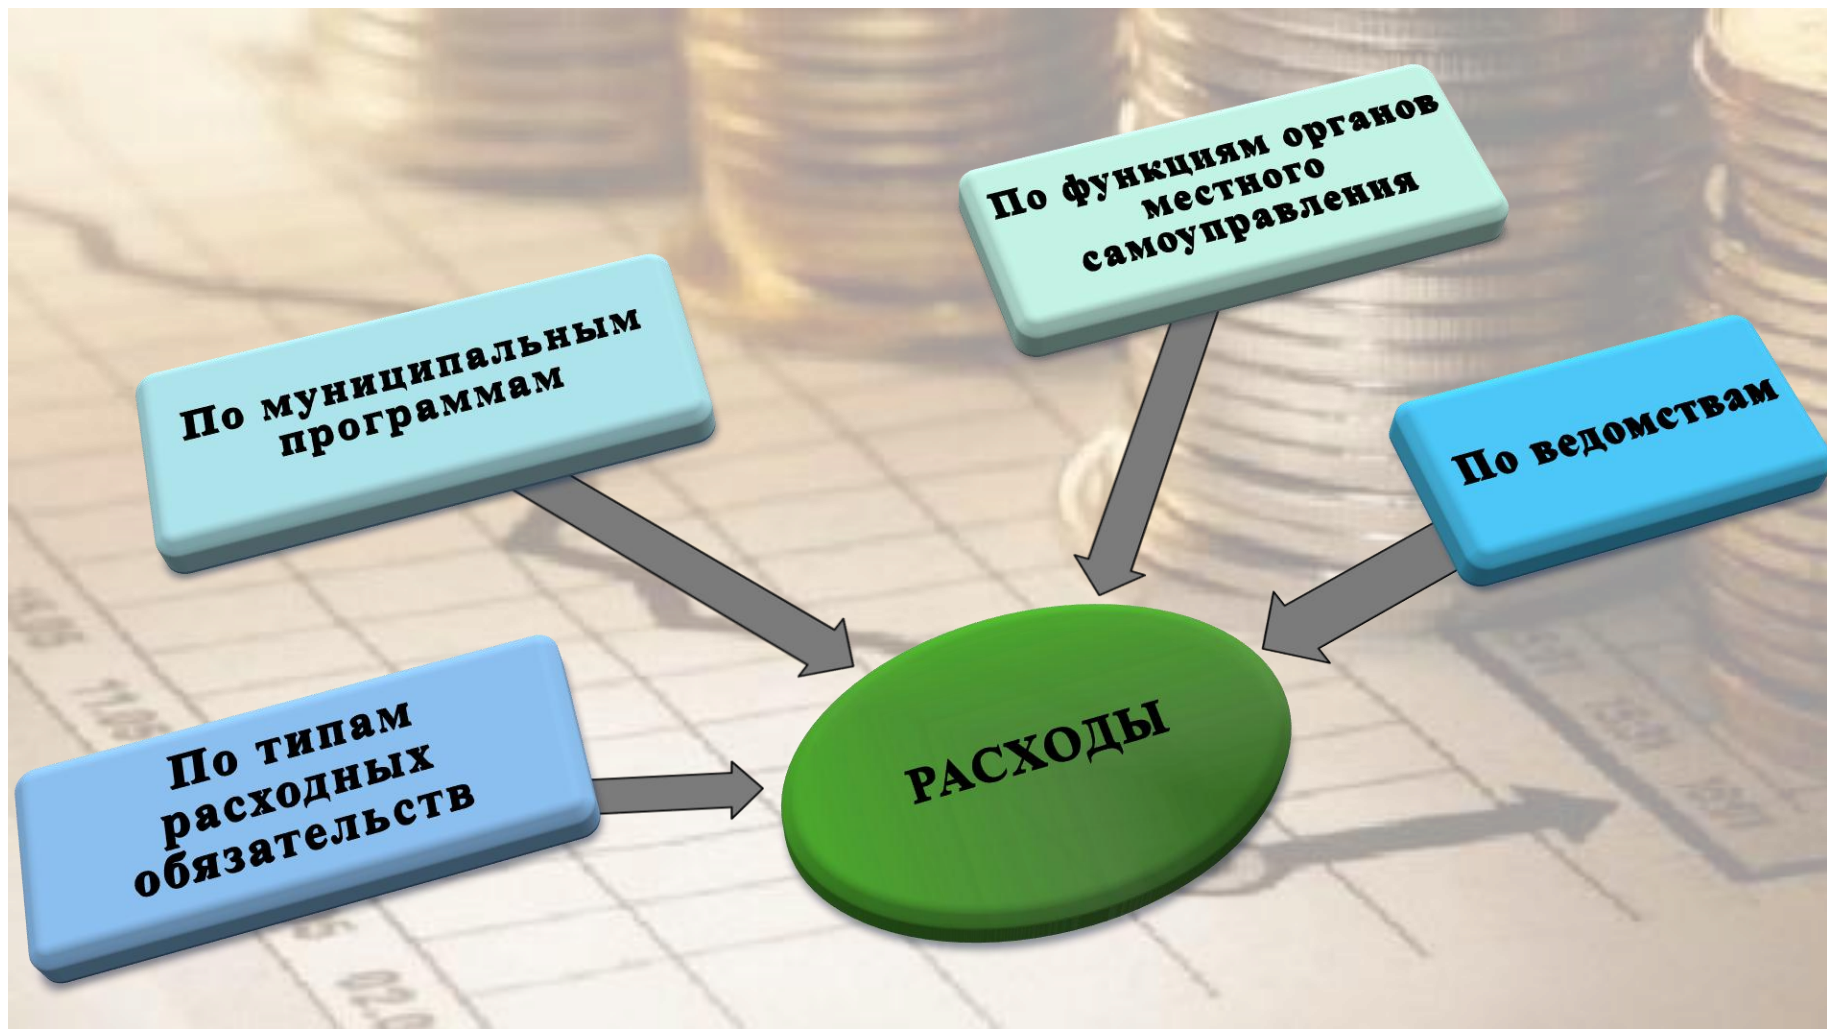 По функциям органов
местного
самоуправления
По муниципальным
программам
По ведомствам
По типам
расходных
обязательств
РАСХОДЫ